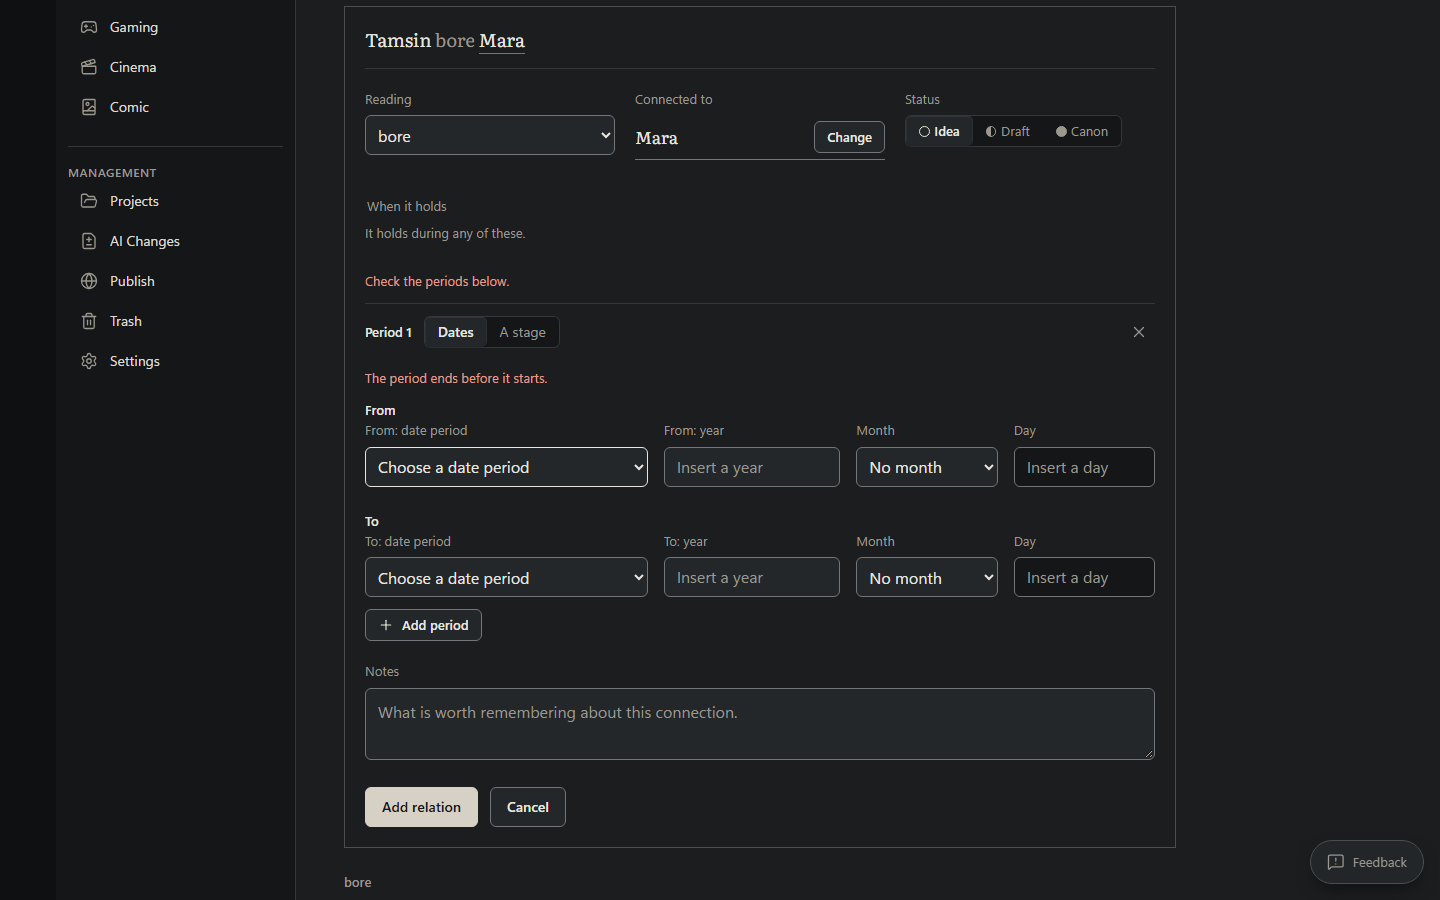 Gaming
Cinema
Comic
MANAGEMENT
Projects
AI Changes
Publish
Trash
Settings
Tamsin bore Mara
Reading
Connected to
Status
bore
Mara
Change
Idea
Draft
Canon
When it holds
It holds during any of these.
Check the periods below.
Period 1
Dates
A stage
The period ends before it starts.
From
From: date period
From: year
Month
Day
Choose a date period
Insert a year
No month
Insert a day
To
To: date period
To: year
Month
Day
Choose a date period
Insert a year
No month
Insert a day
Add period
Notes
What is worth remembering about this connection.
Add relation
Cancel
bore
Feedback